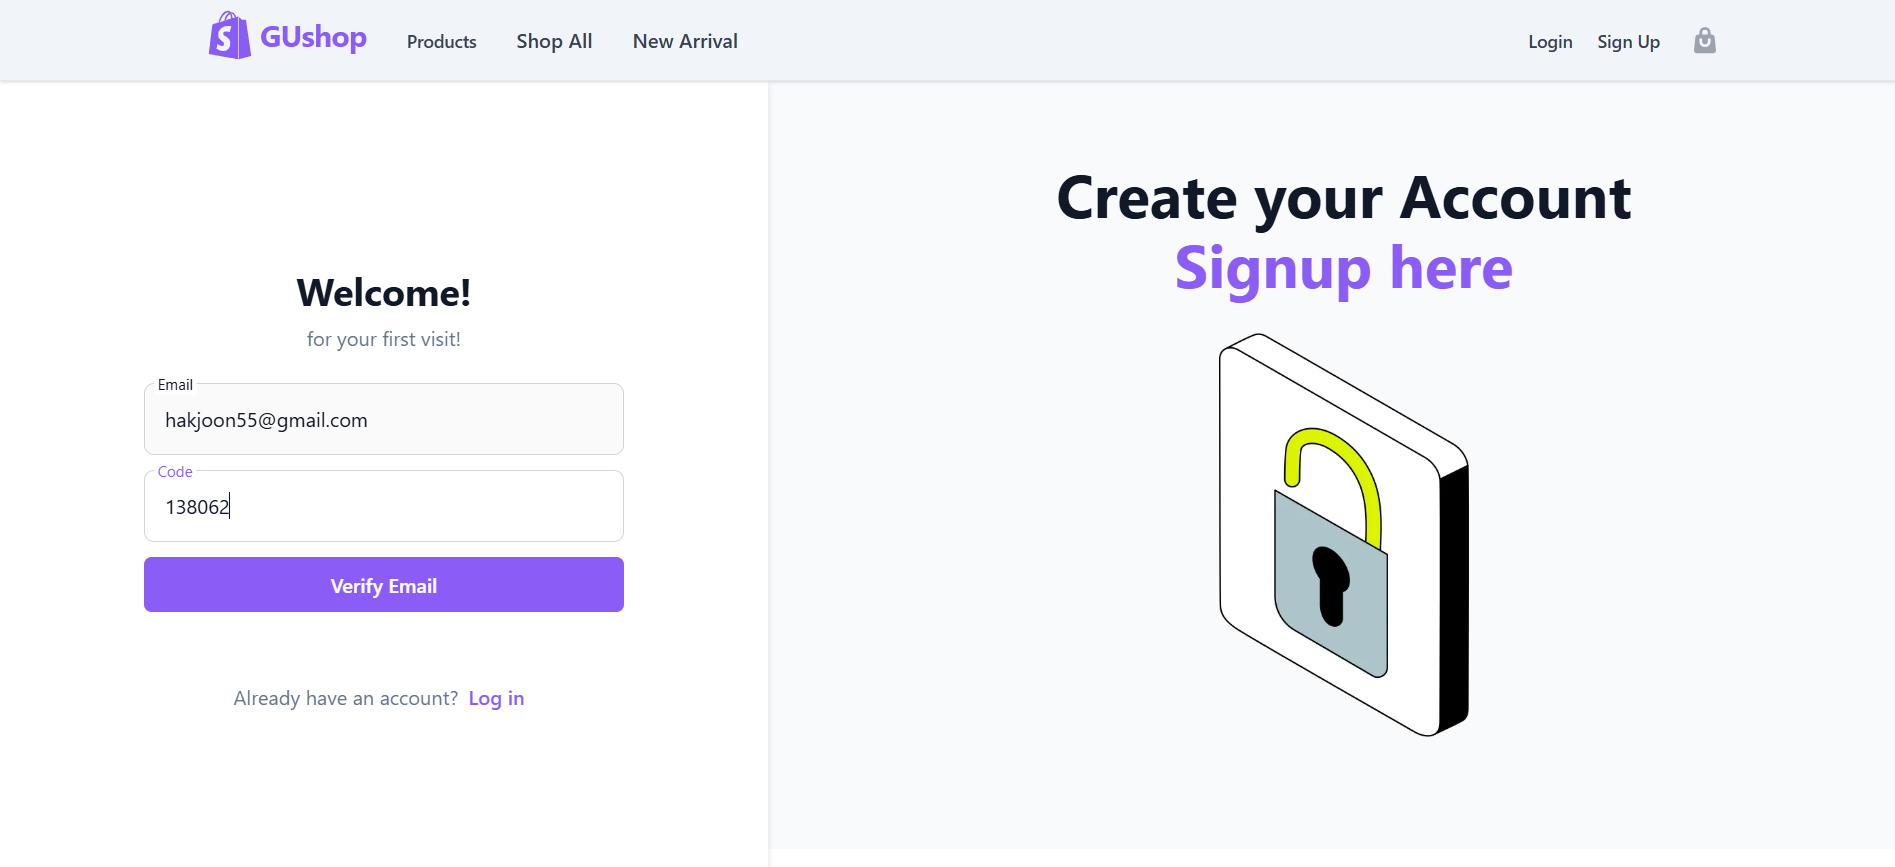 GUshop Products Shop All New Arrival Login Sign Up
Welcome!
for your first visit!
Email
hakjoon55@gmail.com
Code
138062
Verify Email
Already have an account? Log in
Create your Account
Signup here